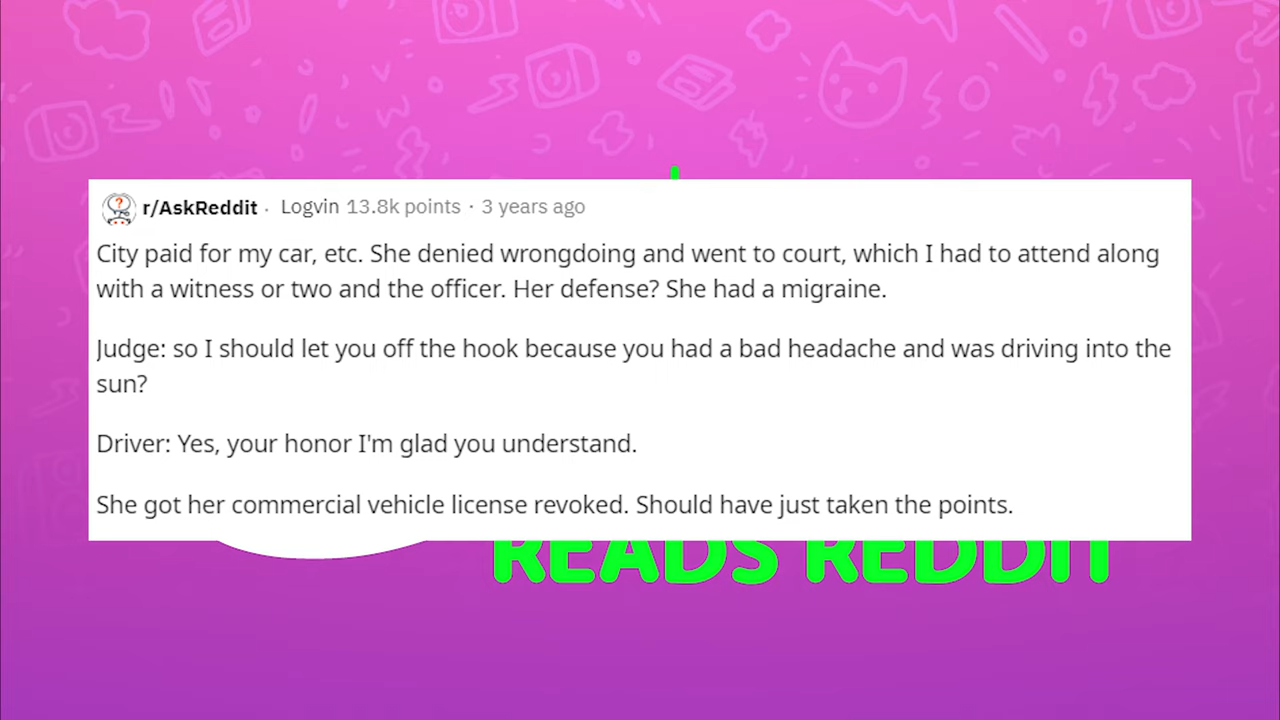 r/AskReddit · Logvin 13.8k points · 3 years ago
City paid for my car, etc. She denied wrongdoing and went to court, which I had to attend along
with a witness or two and the officer. Her defense? She had a migraine.
Judge: so I should let you off the hook because you had a bad headache and was driving into the
sun?
Driver: Yes, your honor I'm glad you understand.
She got her commercial vehicle license revoked. Should have just taken the points.
READS REDDIT